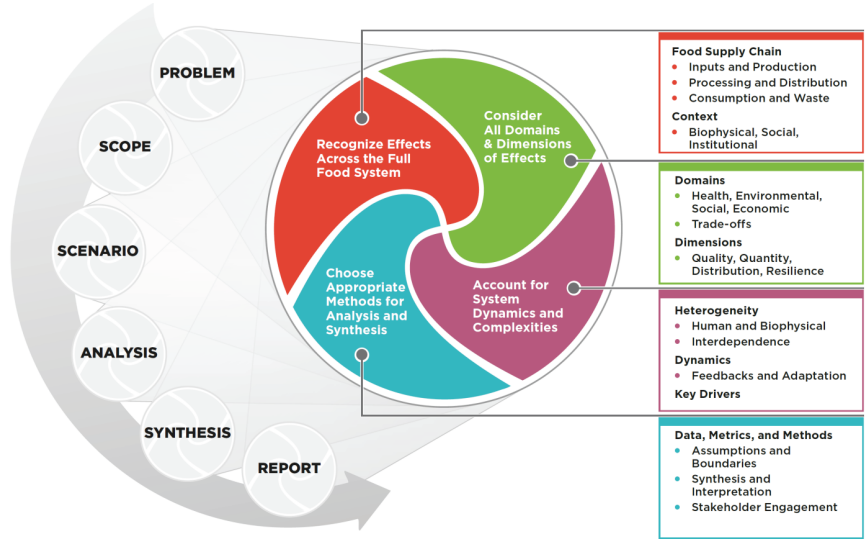 PROBLEM
SCOPE
SCENARIO
ANALYSIS
SYNTHESIS
REPORT
Recognize Effects
Across the Full
Food System
Consider
All Domains
& Dimensions
of Effects
Choose
Appropriate
Methods for
Analysis and
Synthesis
Account for
System
Dynamics and
Complexities
Food Supply Chain
• Inputs and Production
• Processing and Distribution
• Consumption and Waste
Context
• Biophysical, Social,
Institutional
Domains
• Health, Environmental,
Social, Economic
• Trade-offs
Dimensions
• Quality, Quantity,
Distribution, Resilience
Heterogeneity
• Human and Biophysical
• Interdependence
Dynamics
• Feedbacks and Adaptation
Key Drivers
Data, Metrics, and Methods
• Assumptions and
Boundaries
• Synthesis and
Interpretation
• Stakeholder Engagement